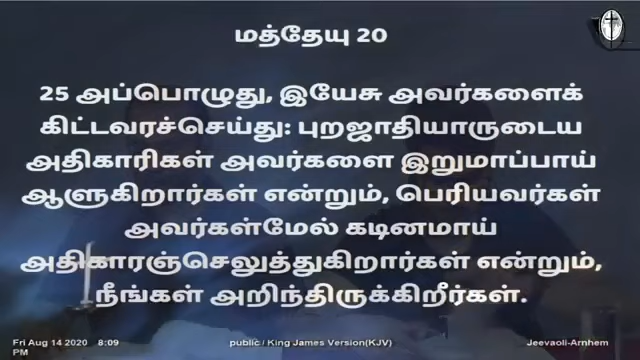 மத்தேயு 20
25 அப்பொழுது, இயேசு அவர்களைக்
கிட்டவரச்செய்து: புறஜாதியாருடைய
அதிகாரிகள் அவர்களை இறுமாப்பாய்
ஆளுகிறார்கள் என்றும், பெரியவர்கள்
அவர்கள்மேல் கடினமாய்
அதிகாரஞ்செலுத்துகிறார்கள் என்றும்,
நீங்கள் அறிந்திருக்கிறீர்கள்.
Fri Aug 14 2020 8:09
PM
public / King James Version(KJV)
Jeevaoli-Arnhem